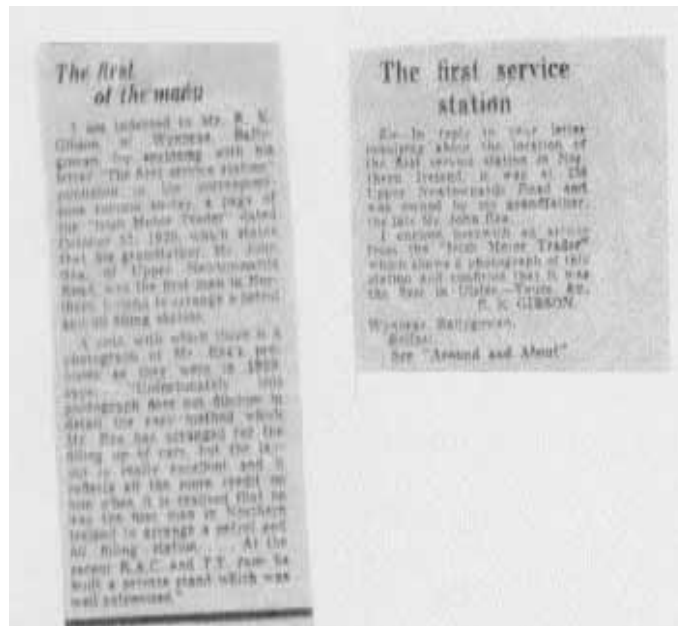 The first
of the many
I am indebted to Mr. R. K.
Gibson of Wyncroft, Bally-
gowan, for enclosing with his
letter "The first service station,"
published in the correspond-
ence column to-day, a page of
the "Irish Motor Trader" dated
October 1929, which states
that his grandfather, Mr. John
Rea, of Upper Newtownards
Road, was the first man in Nor-
thern Ireland to arrange a petrol
and oil filling station.
A note with which there is a
photograph of Mr. Rea's pre-
mises as they were in 1929,
says: "Unfortunately this
photograph does not disclose in
detail the easy method which
Mr. Rea has arranged for the
filling up of cars, but the lay-
out is really excellent and it
reflects all the more credit on
him when it is realised that he
was the first man in Northern
Ireland to arrange a petrol and
oil filling station. . . . At the
recent R.A.C. and T.T. race he
built a private stand which was
well patronised."
The first service
station
Sir—In reply to your letter
inquiring about the location of
the first service station in Nor-
thern Ireland, it was at
Upper Newtownards Road and
was owned by my grandfather,
the late Mr. John Rea.
I enclose herewith an article
from the "Irish Motor Trader"
which shows a photograph of this
station and confirms that it was
the first in Ulster.—Yours, &c.,
R. K. GIBSON.
Ballygowan,
Belfast.
See "Around and About"